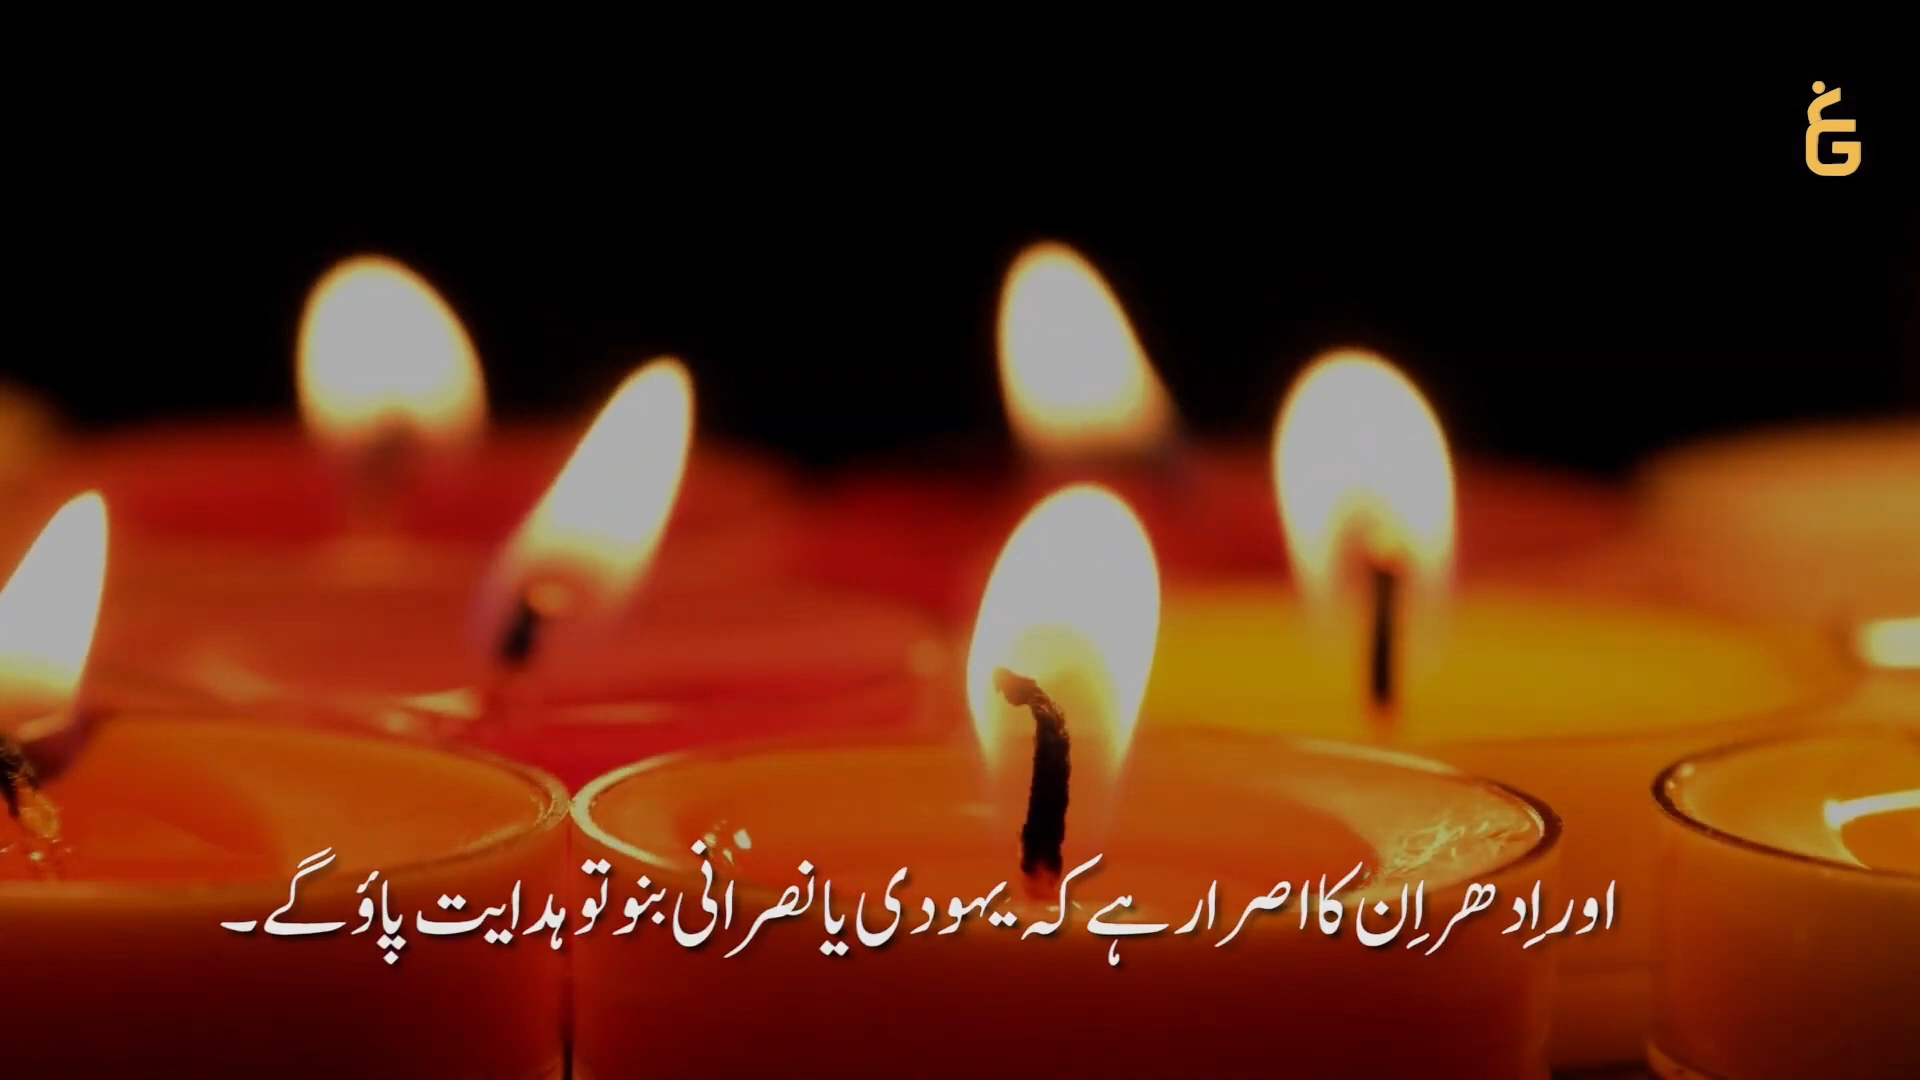 اور اِدھر اِن کا اصرار ہے کہ یہودی یا نصرانی بنو تو ہدایت پاؤ گے۔